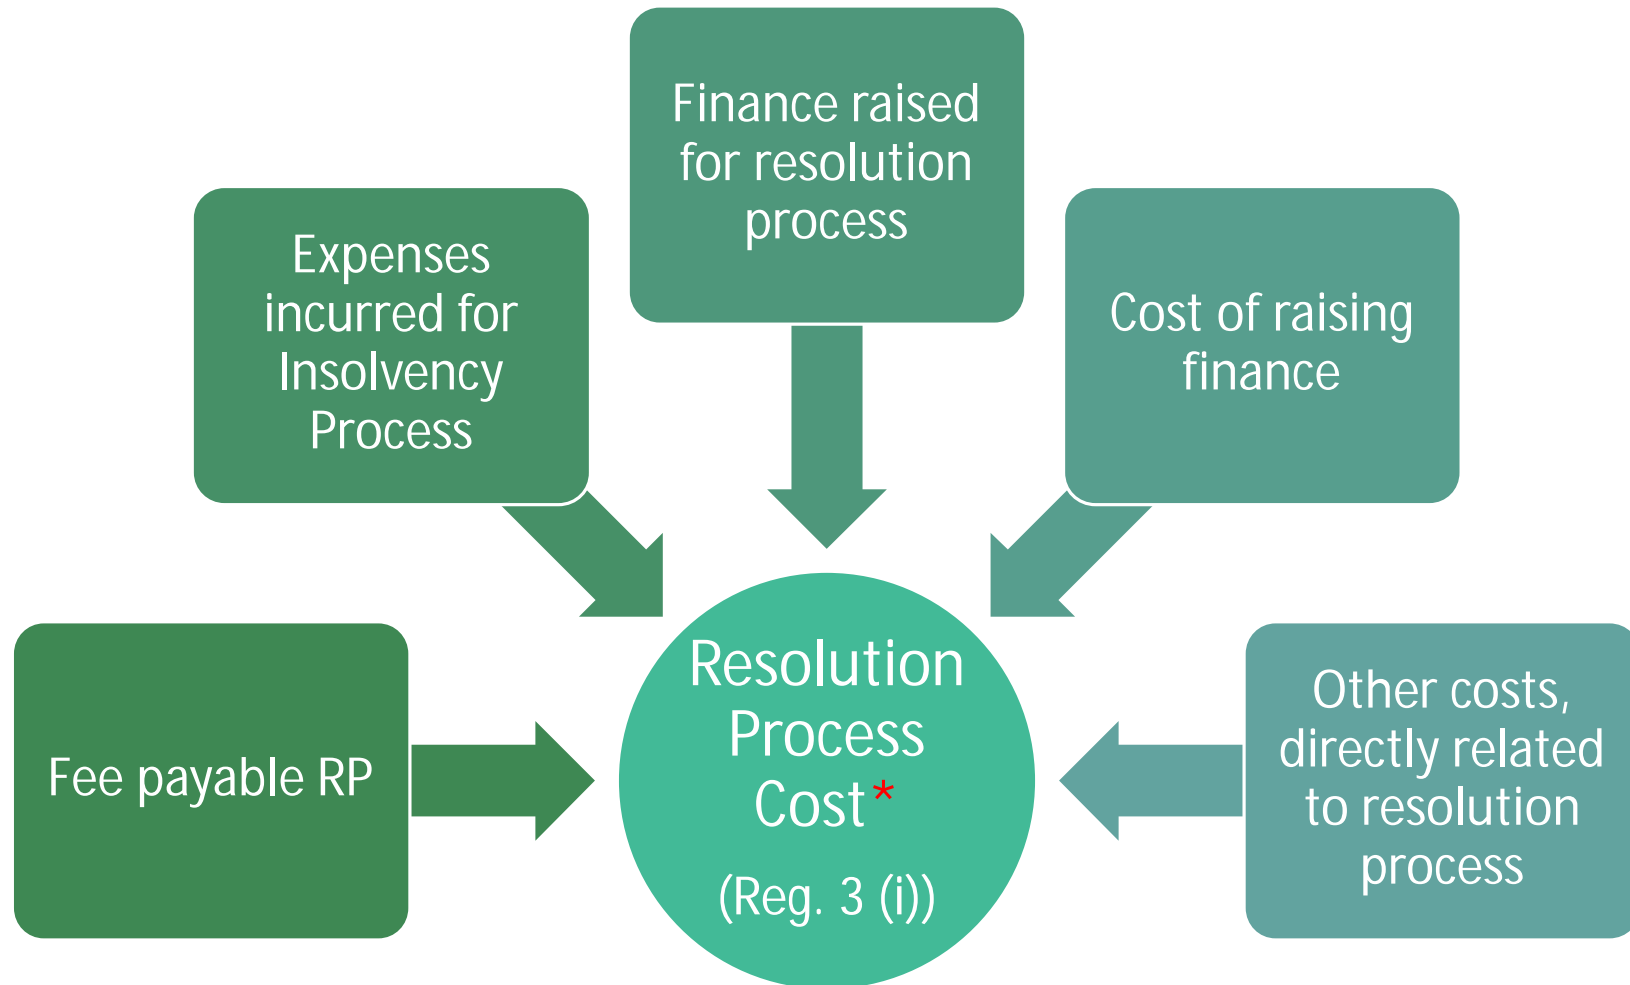 Finance raised
for resolution
process
Expenses
incurred for
Insolvency
Process
Cost of raising
finance
Fee payable RP
Resolution
Process
Cost*
(Reg. 3 (i))
Other costs,
directly related
to resolution
process